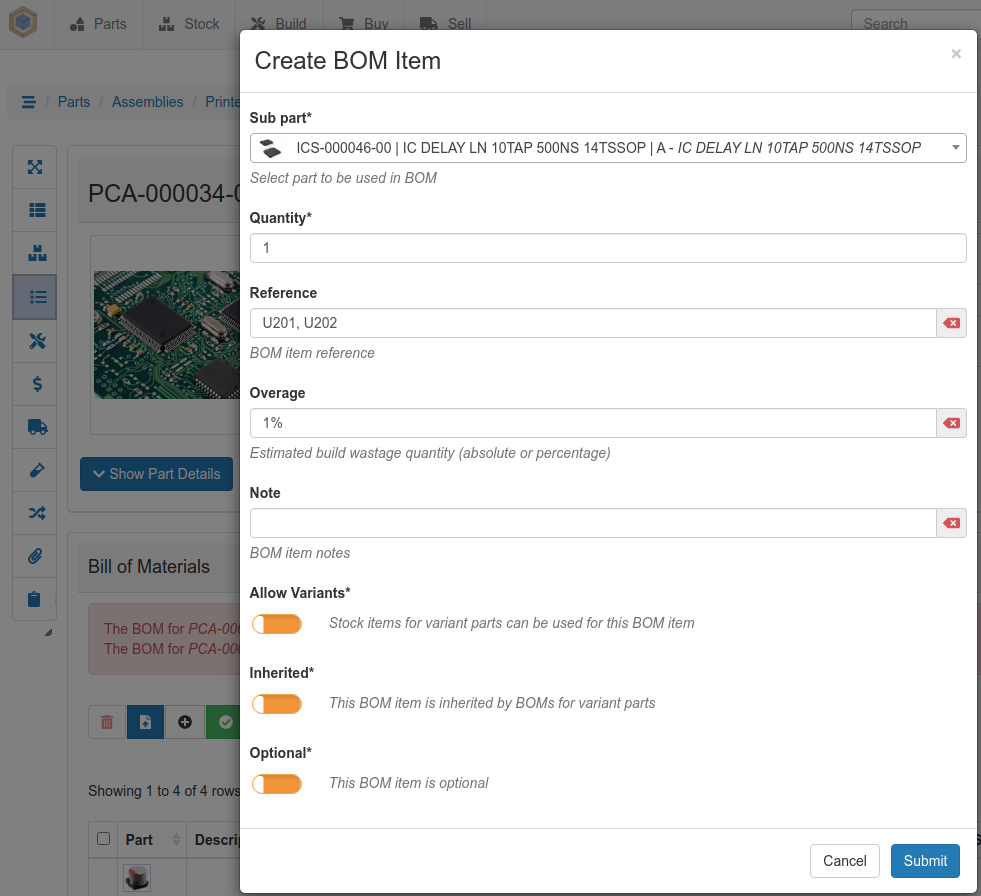 Parts
Stock
Build
Buy
Sell
Search
/ Parts / Assemblies / Printe
PCA-000034-0
Show Part Details
Bill of Materials
The BOM for PCA-00
The BOM for PCA-00
Showing 1 to 4 of 4 rows
Part
Descri
Create BOM Item
×
Sub part*
ICS-000046-00 | IC DELAY LN 10TAP 500NS 14TSSOP | A - IC DELAY LN 10TAP 500NS 14TSSOP
Select part to be used in BOM
Quantity*
1
Reference
U201, U202
BOM item reference
Overage
1%
Estimated build wastage quantity (absolute or percentage)
Note
BOM item notes
Allow Variants*
Stock items for variant parts can be used for this BOM item
Inherited*
This BOM item is inherited by BOMs for variant parts
Optional*
This BOM item is optional
Cancel
Submit